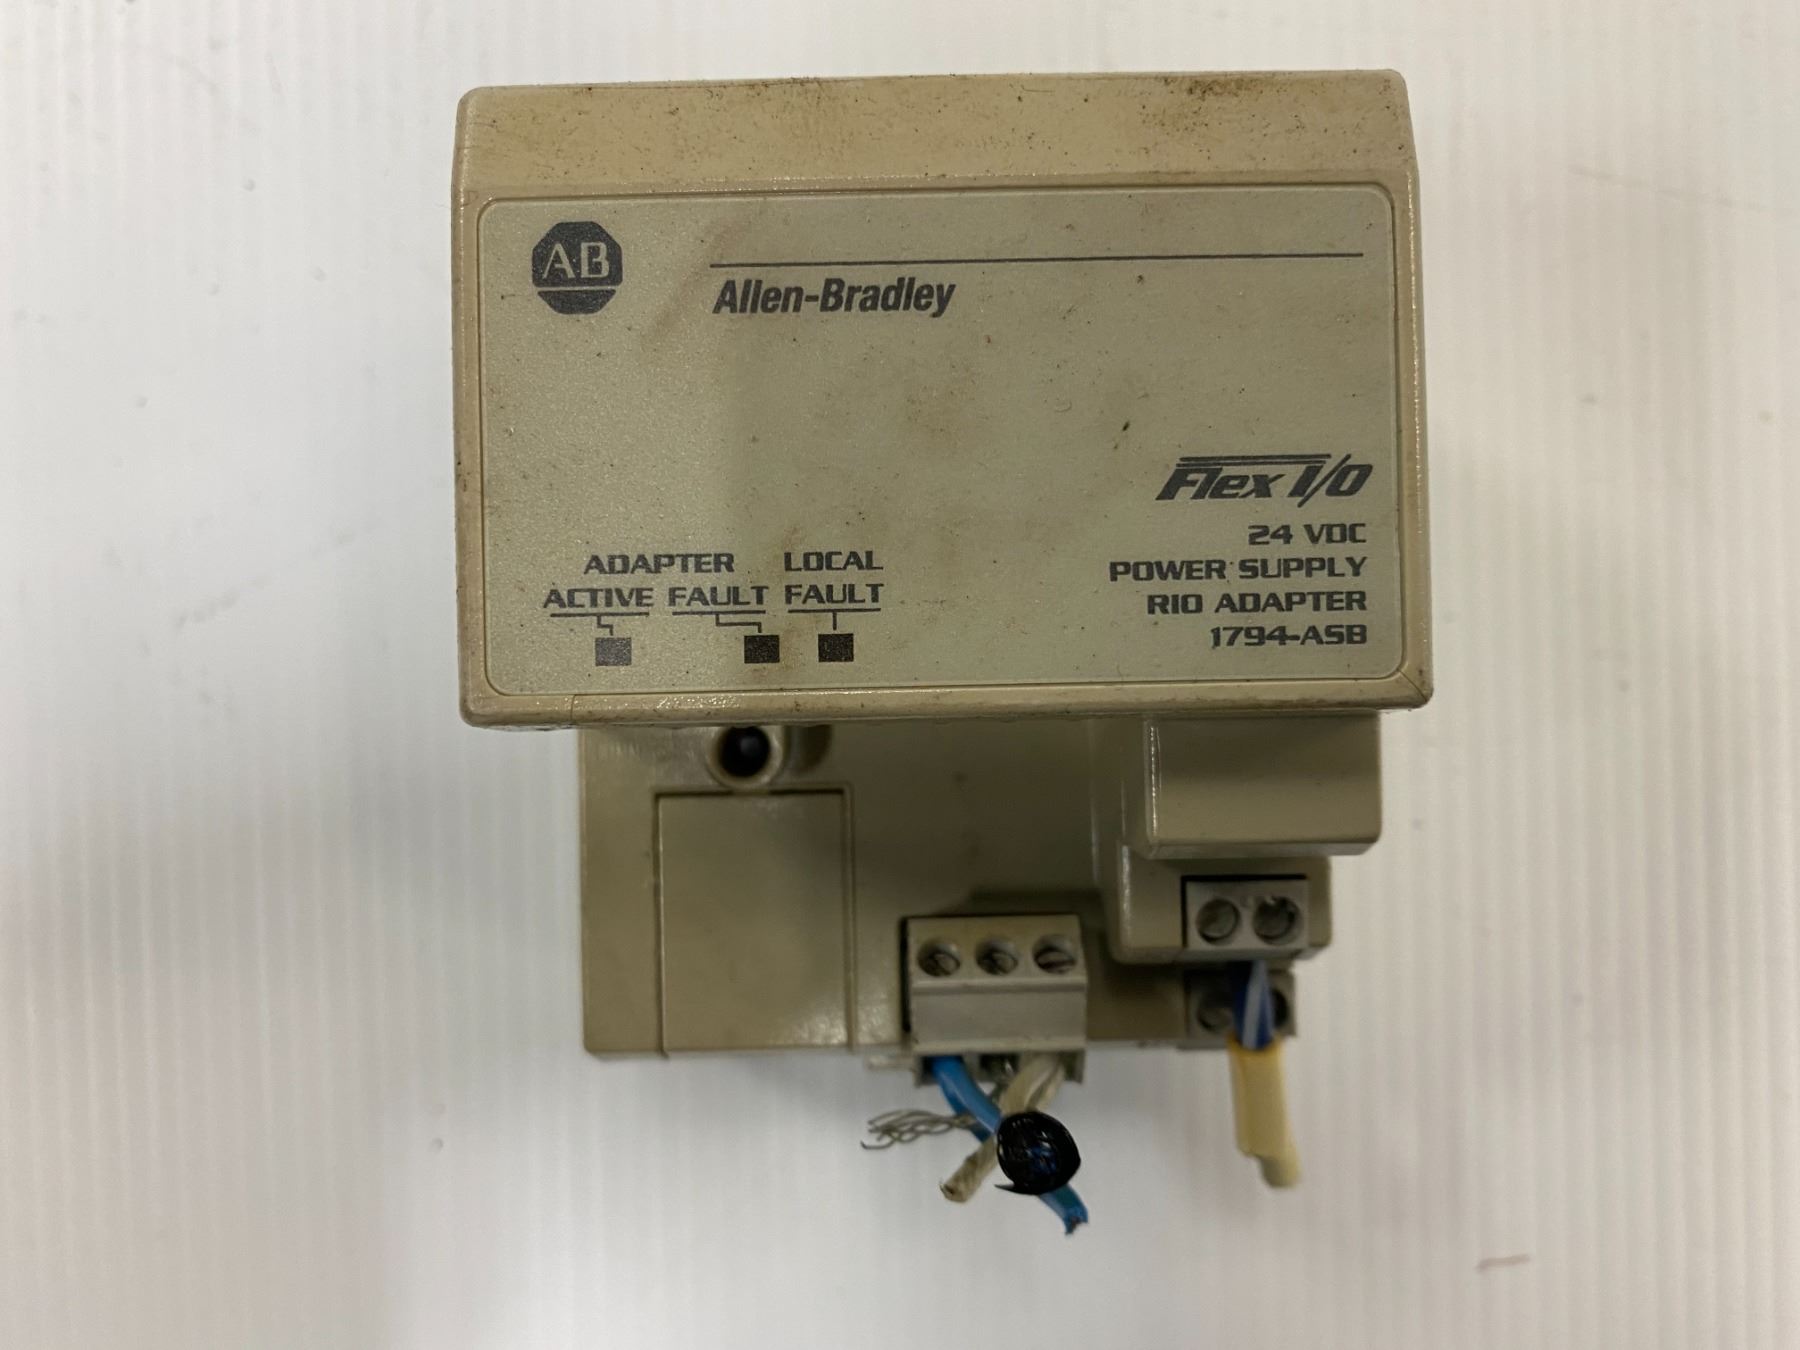 AB
Allen-Bradley
Flex I/O
24 VDC
POWER SUPPLY
RIO ADAPTER
1794-ASB
ADAPTER LOCAL
ACTIVE FAULT FAULT